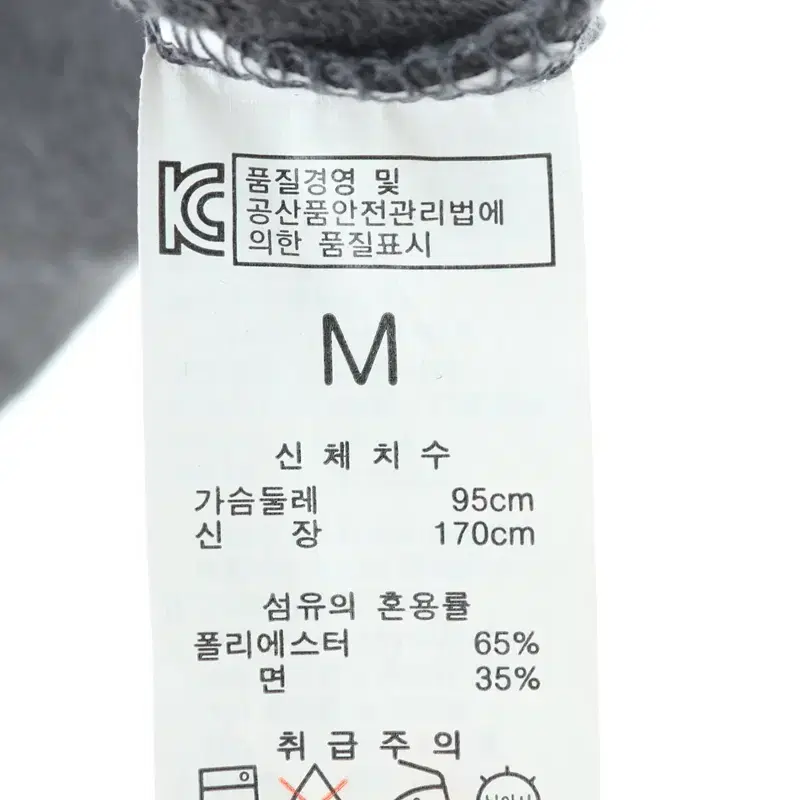 KC
품질경영 및
공산품안전관리법에
의한 품질표시
M
신체치수
가슴둘레 95cm
신 장 170cm
섬유의 혼용률
폴리에스터 65%
면 35%
취급주의